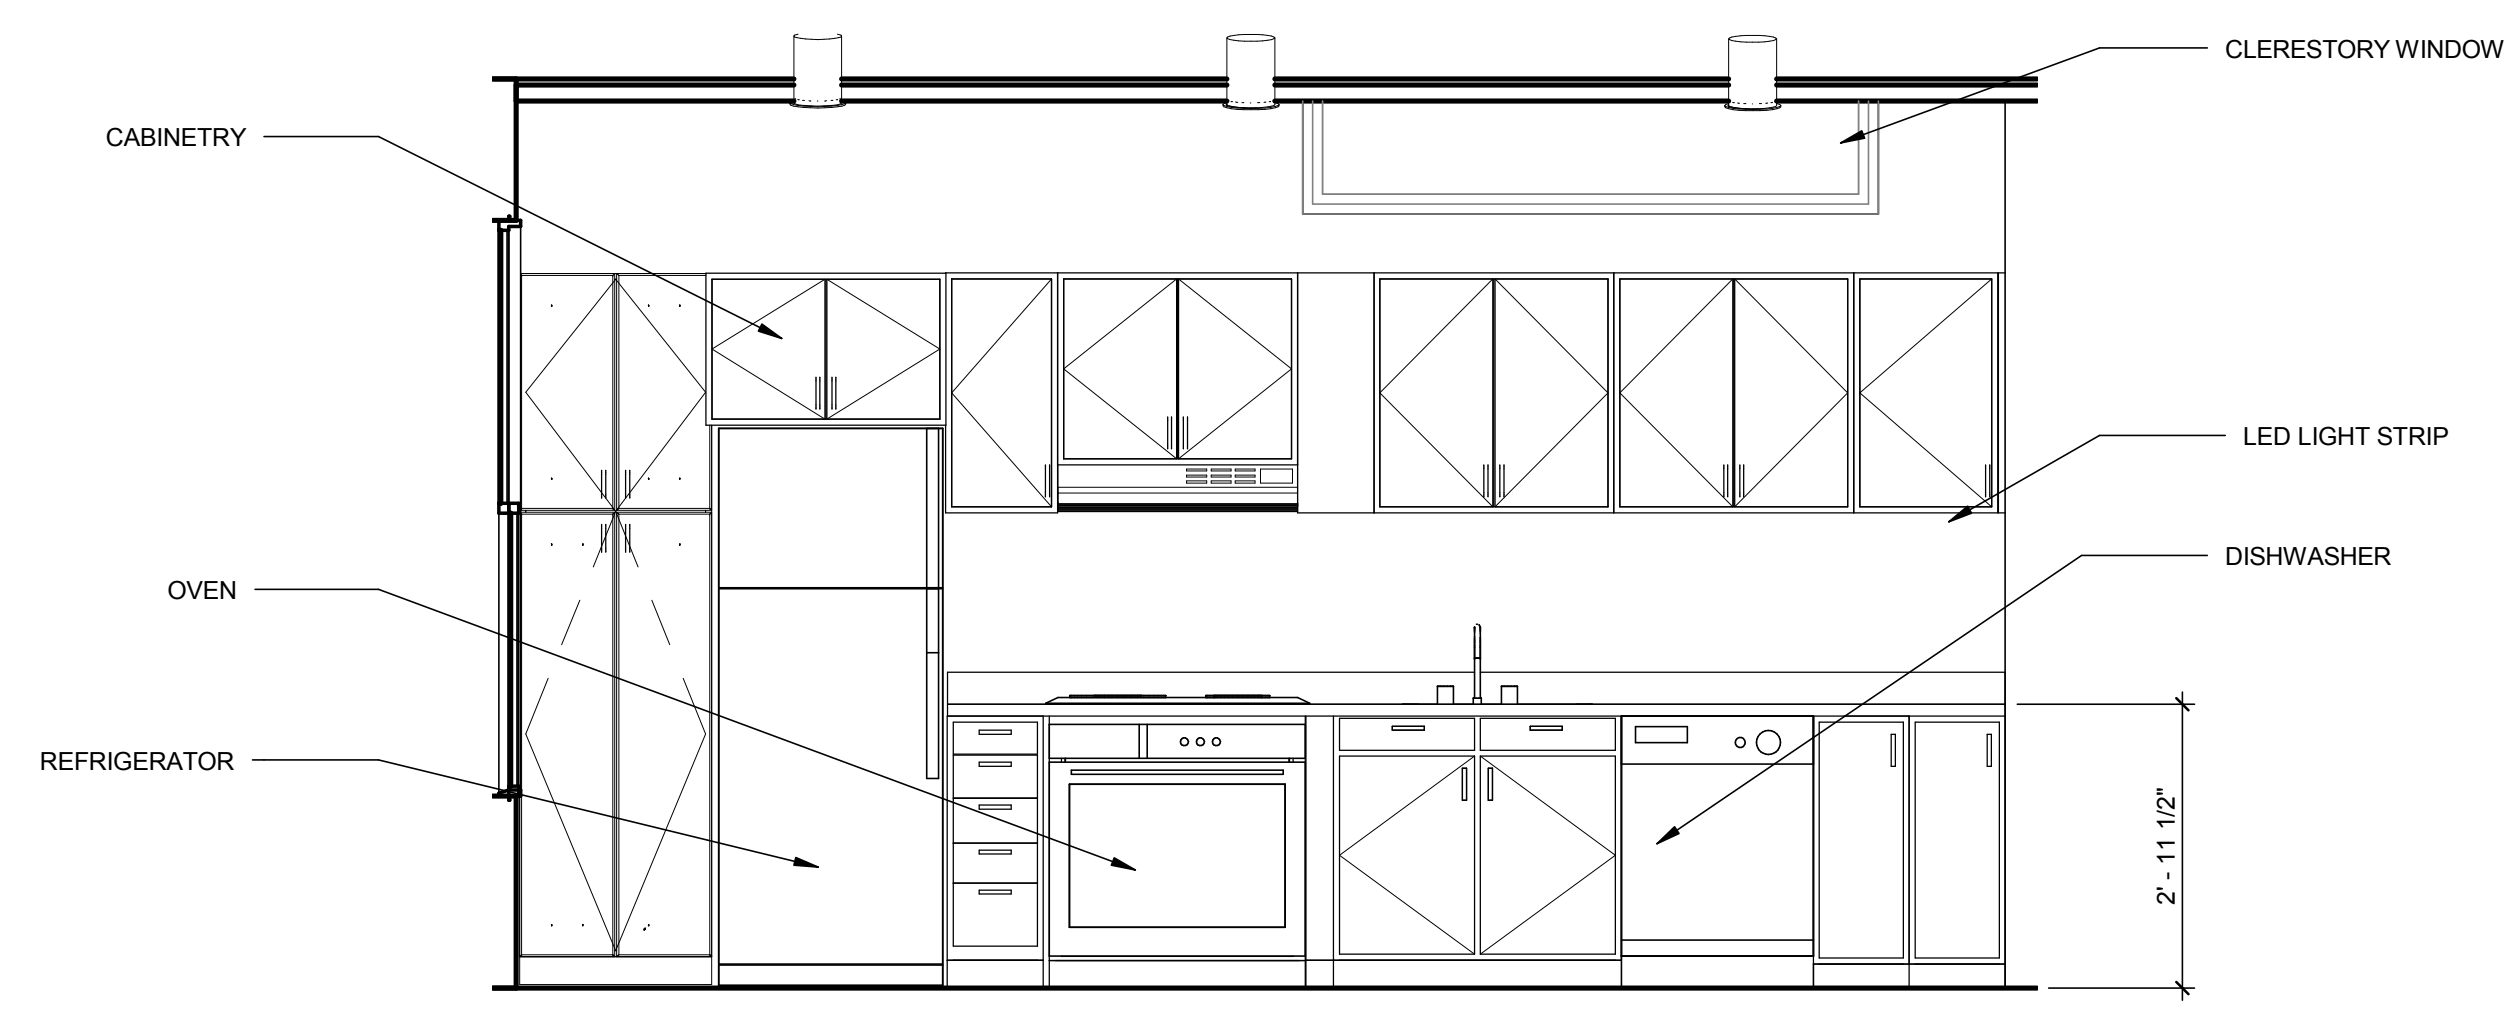 CLERESTORY WINDOW
CABINETRY
LED LIGHT STRIP
DISHWASHER
OVEN
REFRIGERATOR
2' - 11 1/2"